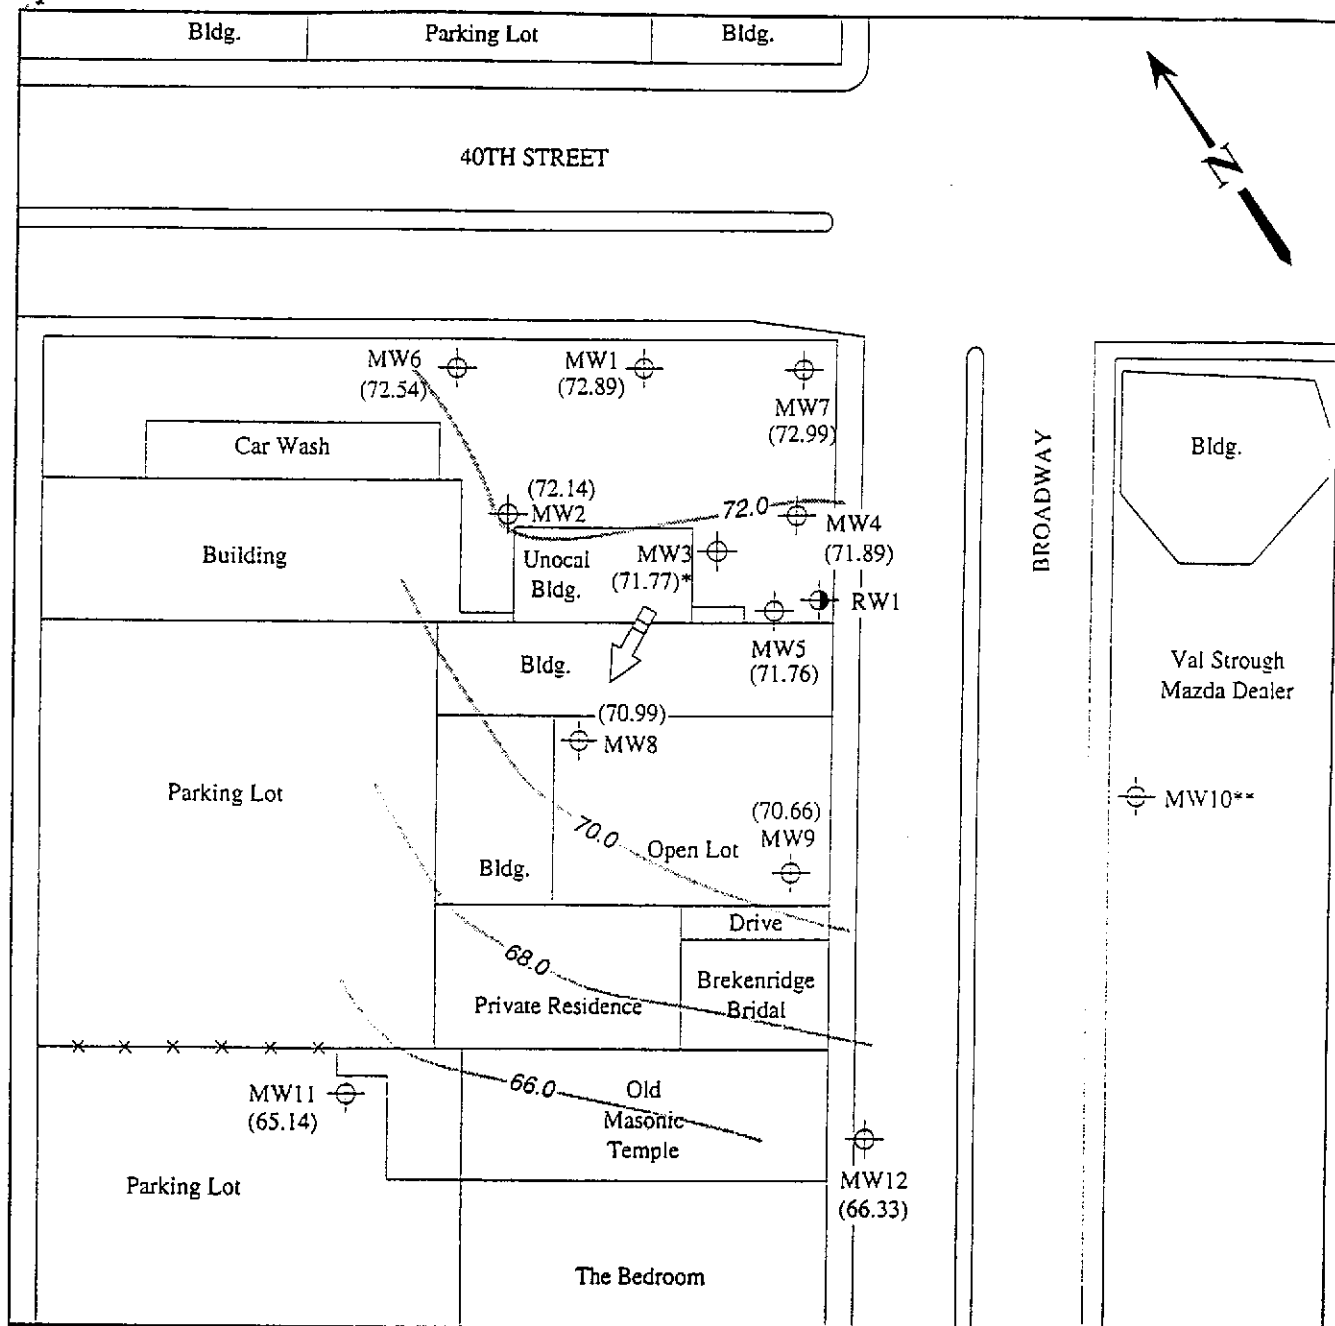 Bldg.
Parking Lot
Bldg.
40TH STREET
N
MW6
(72.54)
MW1
(72.89)
MW7
(72.99)
Car Wash
BROADWAY
Bldg.
(72.14)
MW2
72.0
MW4
(71.89)
Building
Unocal
Bldg.
MW3
(71.77)*
RW1
MW5
(71.76)
Bldg.
Val Strough
Mazda Dealer
(70.99)
MW8
Parking Lot
MW10**
(70.66)
MW9
70.0
Open Lot
Bldg.
Drive
68.0
Brekenridge
Bridal
Private Residence
MW11
(65.14)
66.0
Old
Masonic
Temple
Parking Lot
MW12
(66.33)
The Bedroom